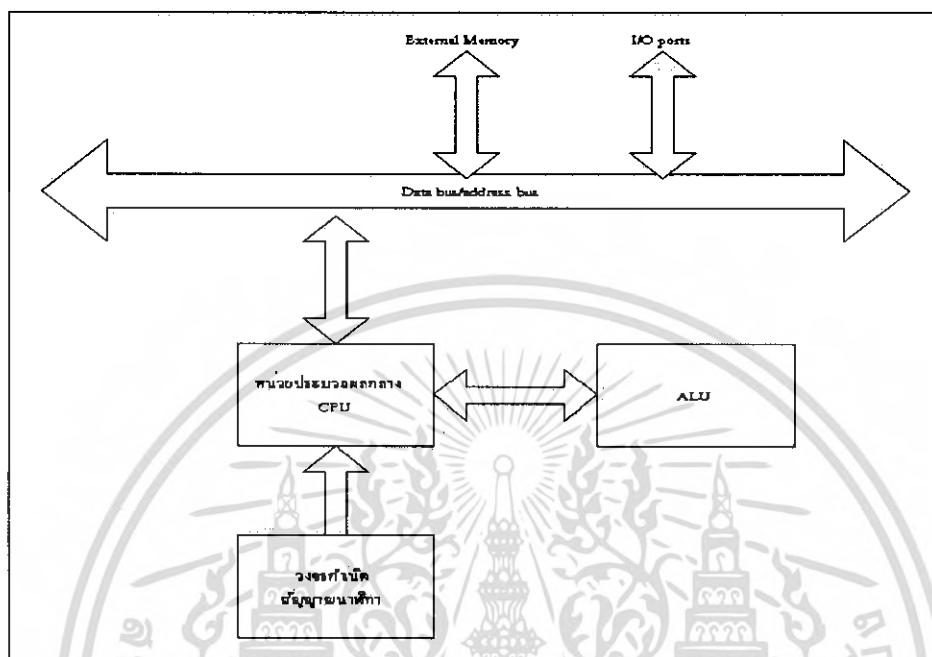 External Memory
I/O ports
Data bus/address bus
หน่วยประมวลผลกลาง
CPU
ALU
วงจรกำเนิด
สัญญาณนาฬิกา